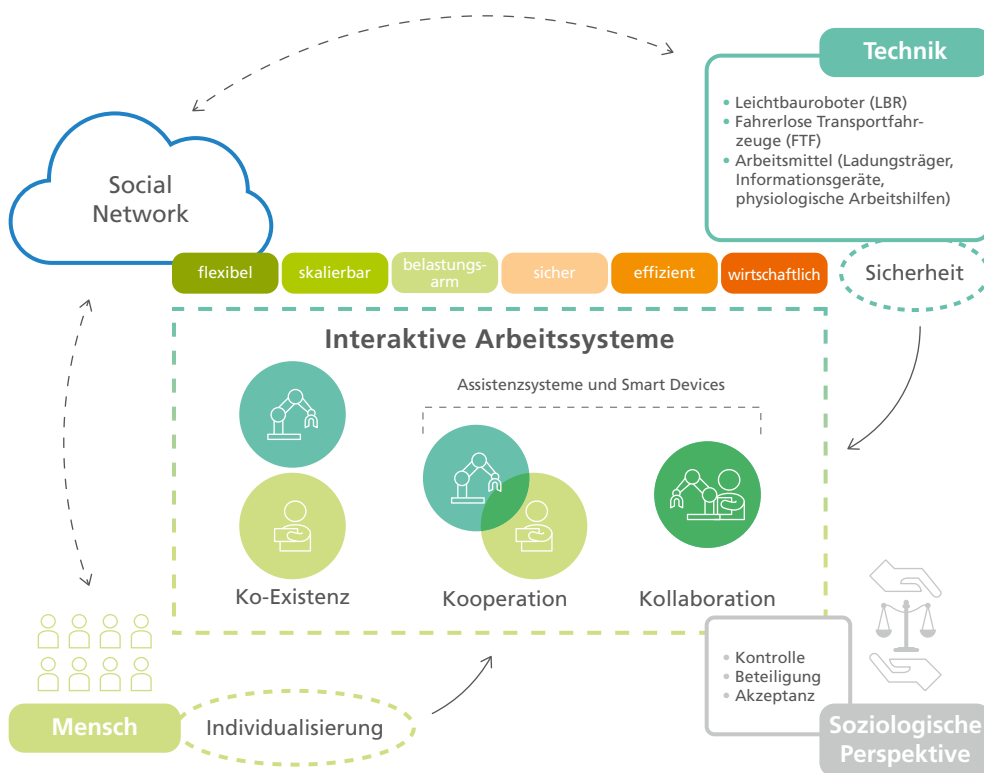 Technik
• Leichtbauroboter (LBR)
• Fahrerlose Transportfahr-
zeuge (FTF)
• Arbeitsmittel (Ladungsträger,
Informationsgeräte,
physiologische Arbeitshilfen)
Social
Network
flexibel
skalierbar
belastungs-
arm
sicher
effizient
wirtschaftlich
Sicherheit
Interaktive Arbeitssysteme
Assistenzsysteme und Smart Devices
Ko-Existenz
Kooperation
Kollaboration
• Kontrolle
• Beteiligung
• Akzeptanz
Mensch
Individualisierung
Soziologische
Perspektive